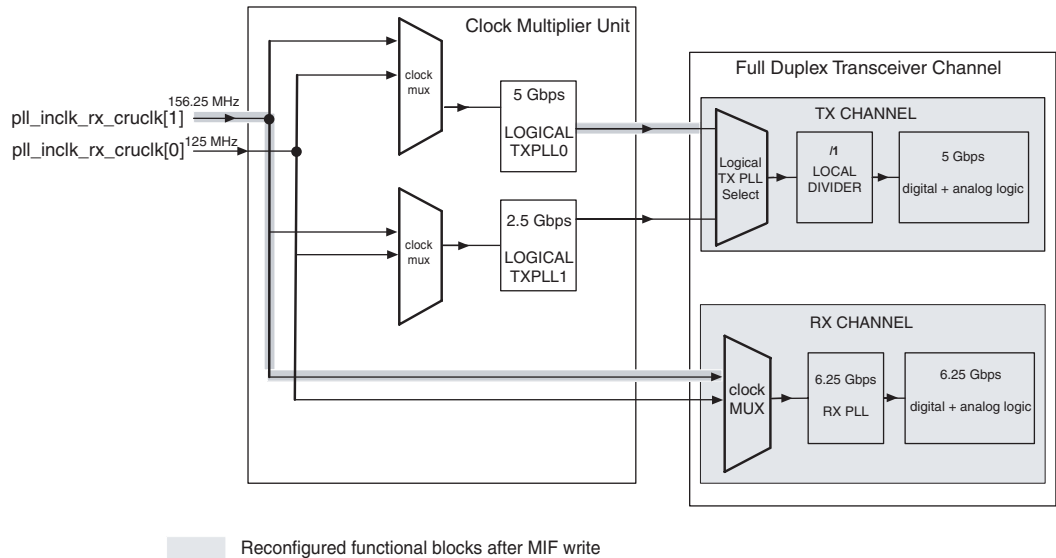 Clock Multiplier Unit
Full Duplex Transceiver Channel
pll_inclk_rx_cruclk[1]
156.25 MHz
pll_inclk_rx_cruclk[0]
125 MHz
clock
mux
5 Gbps
LOGICAL
TXPLL0
clock
mux
2.5 Gbps
LOGICAL
TXPLL1
TX CHANNEL
Logical
TX PLL
Select
/1
LOCAL
DIVIDER
5 Gbps
digital + analog logic
RX CHANNEL
clock
MUX
6.25 Gbps
RX PLL
6.25 Gbps
digital + analog logic
Reconfigured functional blocks after MIF write